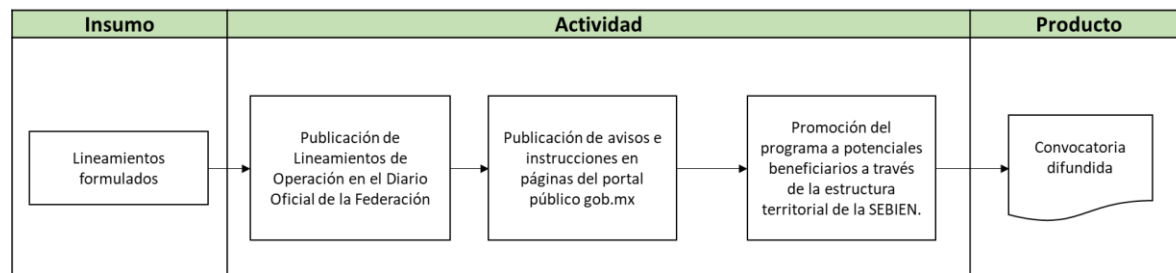 Insumo
Actividad
Producto
Lineamientos
formulados
Publicación de
Lineamientos de
Operación en el Diario
Oficial de la Federación
Publicación de avisos e
instrucciones en
páginas del portal
público gob.mx
Promoción del
programa a potenciales
beneficiarios a través
de la estructura
territorial de la SEBIEN.
Convocatoria
difundida